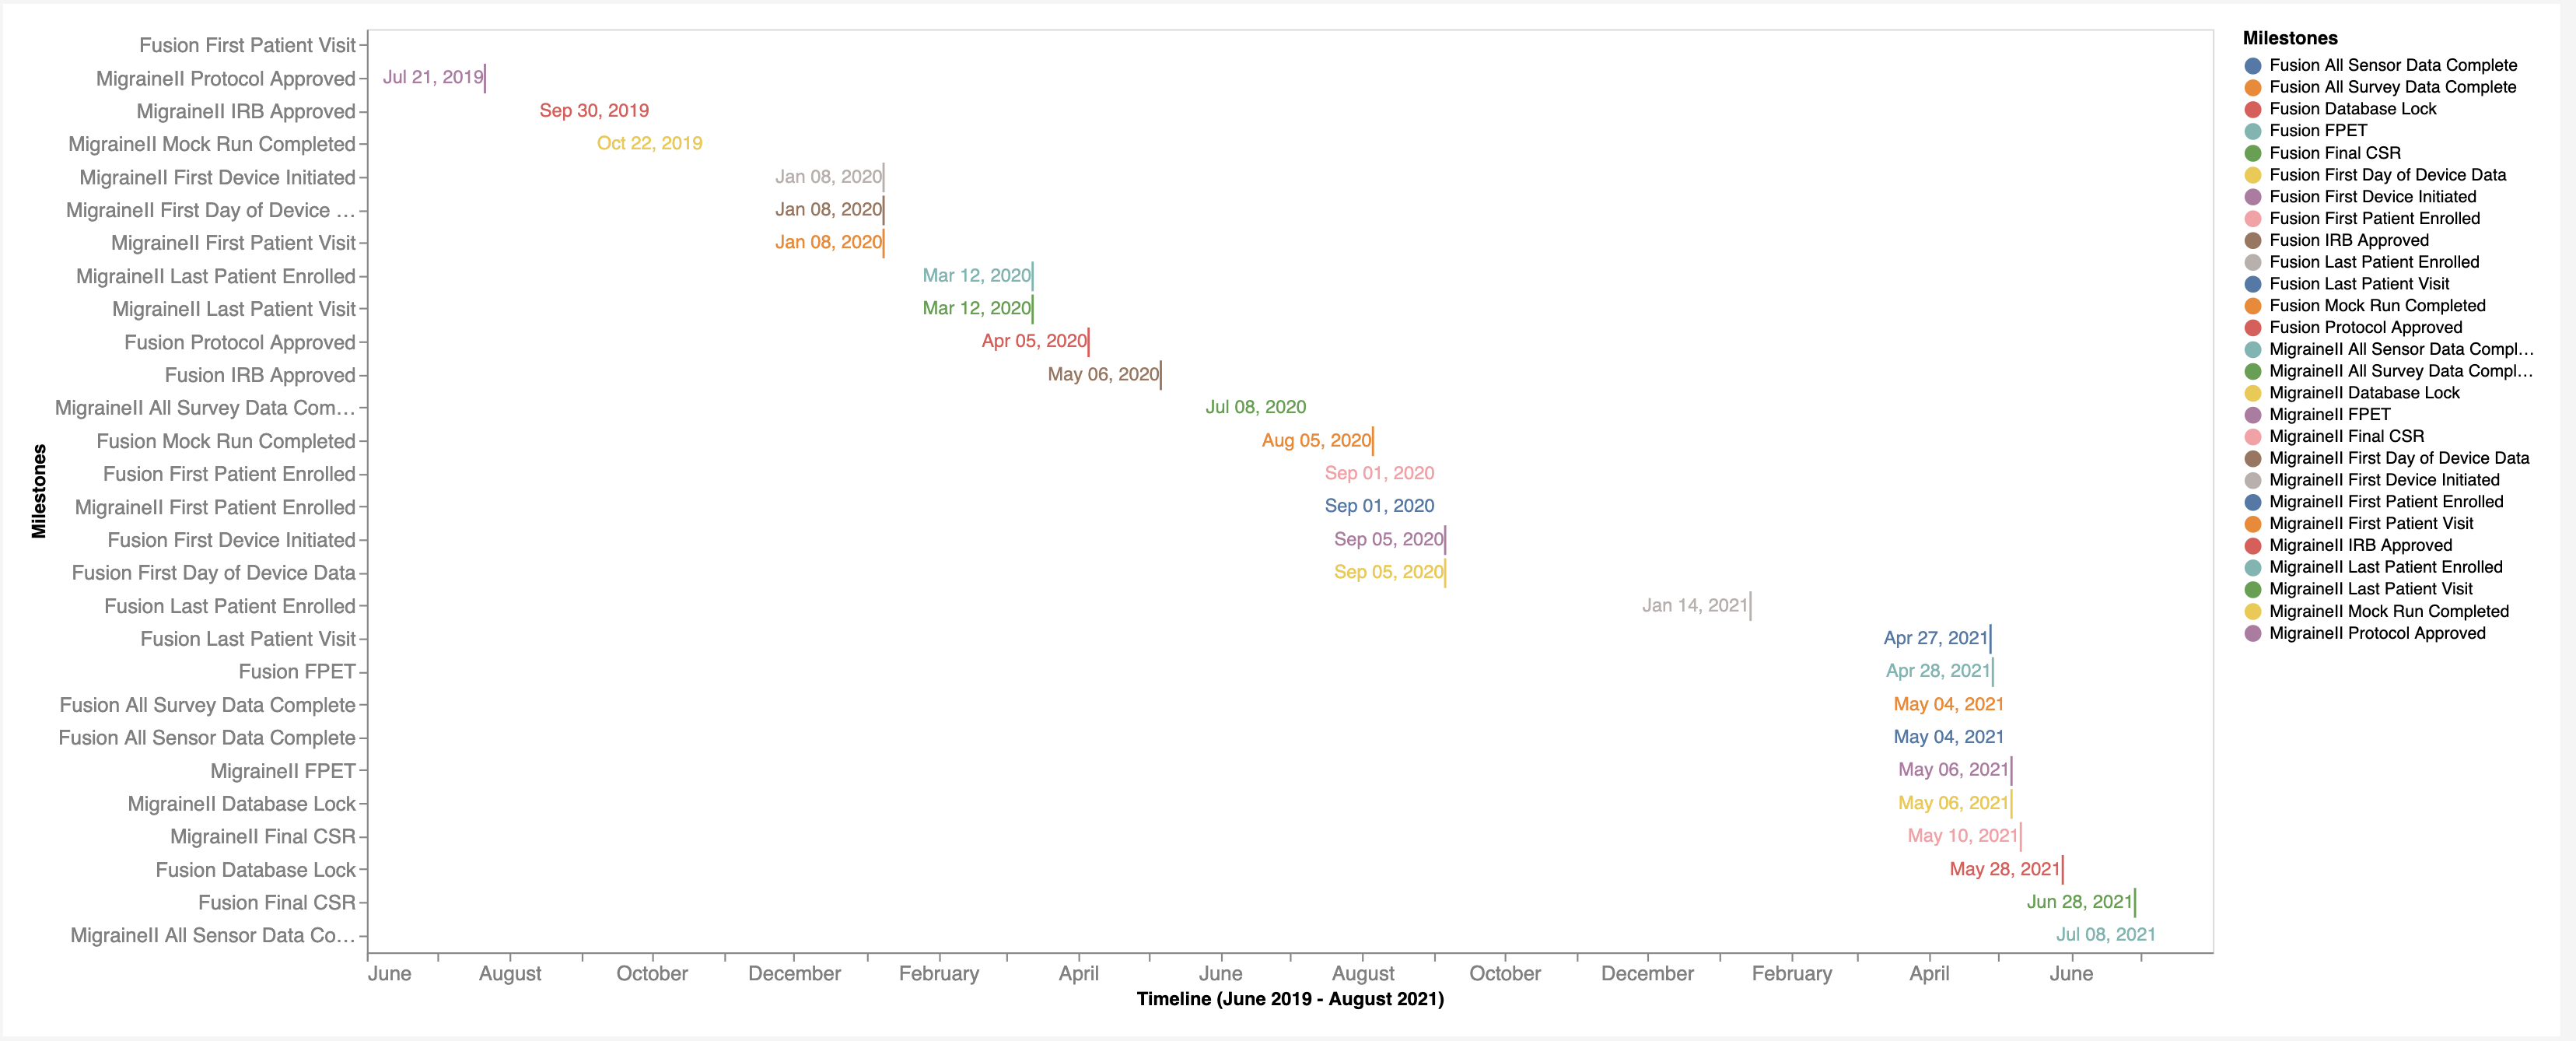 Fusion First Patient Visit
MigraineII Protocol Approved Jul 21, 2019
MigraineII IRB Approved Sep 30, 2019
MigraineII Mock Run Completed Oct 22, 2019
MigraineII First Device Initiated Jan 08, 2020
MigraineII First Day of Device … Jan 08, 2020
MigraineII First Patient Visit Jan 08, 2020
MigraineII Last Patient Enrolled Mar 12, 2020
MigraineII Last Patient Visit Mar 12, 2020
Fusion Protocol Approved Apr 05, 2020
Fusion IRB Approved May 06, 2020
MigraineII All Survey Data Com… Jul 08, 2020
Fusion Mock Run Completed Aug 05, 2020
Fusion First Patient Enrolled Sep 01, 2020
MigraineII First Patient Enrolled Sep 01, 2020
Fusion First Device Initiated Sep 05, 2020
Fusion First Day of Device Data Sep 05, 2020
Fusion Last Patient Enrolled Jan 14, 2021
Fusion Last Patient Visit Apr 27, 2021
Fusion FPET Apr 28, 2021
Fusion All Survey Data Complete May 04, 2021
Fusion All Sensor Data Complete May 04, 2021
MigraineII FPET May 06, 2021
MigraineII Database Lock May 06, 2021
MigraineII Final CSR May 10, 2021
Fusion Database Lock May 28, 2021
Fusion Final CSR Jun 28, 2021
MigraineII All Sensor Data Co… Jul 08, 2021
Milestones
June August October December February April June August October December February April June
Timeline (June 2019 - August 2021)
Milestones
Fusion All Sensor Data Complete
Fusion All Survey Data Complete
Fusion Database Lock
Fusion FPET
Fusion Final CSR
Fusion First Day of Device Data
Fusion First Device Initiated
Fusion First Patient Enrolled
Fusion IRB Approved
Fusion Last Patient Enrolled
Fusion Last Patient Visit
Fusion Mock Run Completed
Fusion Protocol Approved
MigraineII All Sensor Data Compl…
MigraineII All Survey Data Compl…
MigraineII Database Lock
MigraineII FPET
MigraineII Final CSR
MigraineII First Day of Device Data
MigraineII First Device Initiated
MigraineII First Patient Enrolled
MigraineII First Patient Visit
MigraineII IRB Approved
MigraineII Last Patient Enrolled
MigraineII Last Patient Visit
MigraineII Mock Run Completed
MigraineII Protocol Approved